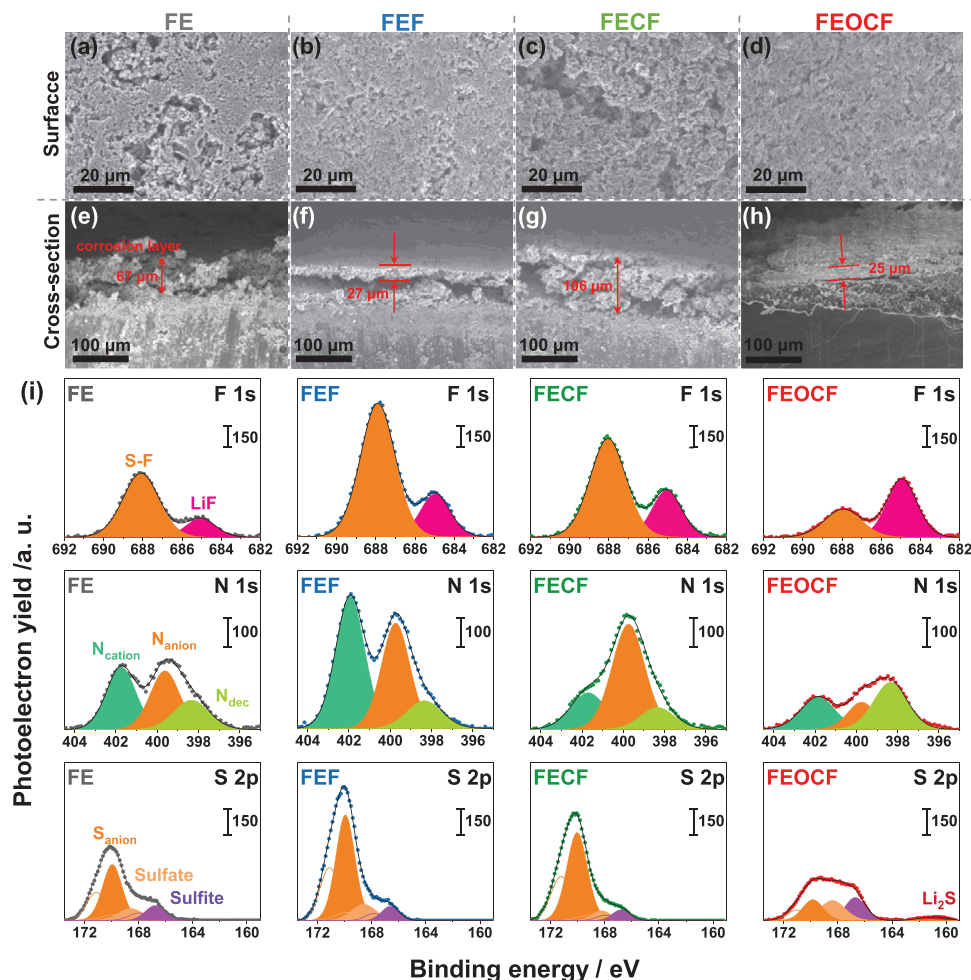 FE FEF FECF FEOCF
Surfacce
(a) (b) (c) (d)
20 µm 20 µm 20 µm 20 µm
Cross-section
(e) (f) (g) (h)
corrosion layer
67 µm 27 µm 106 µm 25 µm
100 µm 100 µm 100 µm 100 µm
(i)
Photoelectron yield /a. u.
FE F 1s FEF F 1s FECF F 1s FEOCF F 1s
150 150 150 150
S-F
LiF
692 690 688 686 684 682 692 690 688 686 684 682 692 690 688 686 684 682 692 690 688 686 684 682
FE N 1s FEF N 1s FECF N 1s FEOCF N 1s
100 100 100 100
Ncation Nanion
Ndec
404 402 400 398 396 404 402 400 398 396 404 402 400 398 396 404 402 400 398 396
FE S 2p FEF S 2p FECF S 2p FEOCF S 2p
150 150 150 150
Sanion
Sulfate
Sulfite Li2S
172 168 164 160 172 168 164 160 172 168 164 160 172 168 164 160
Binding energy / eV